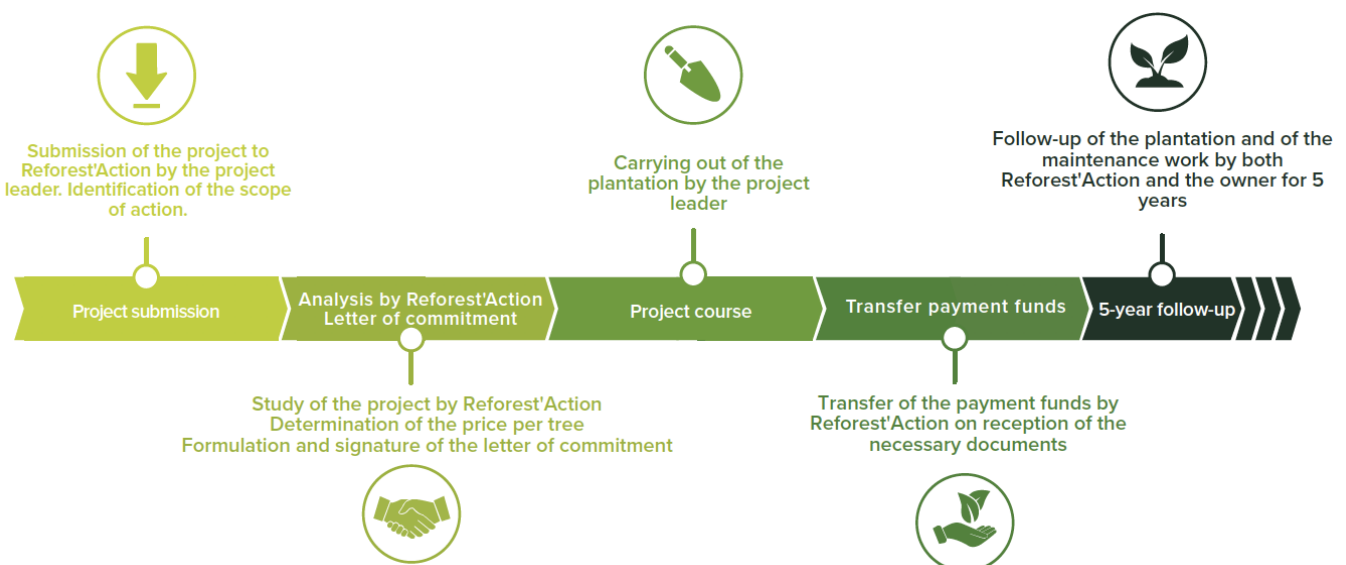 Submission of the project to
Reforest'Action by the project
leader. Identification of the scope
of action.
Carrying out of the
plantation by the project
leader
Follow-up of the plantation and of the
maintenance work by both
Reforest'Action and the owner for 5
years
Project submission
Analysis by Reforest'Action
Letter of commitment
Project course
Transfer payment funds
5-year follow-up
Study of the project by Reforest'Action
Determination of the price per tree
Formulation and signature of the letter of commitment
Transfer of the payment funds by
Reforest'Action on reception of the
necessary documents